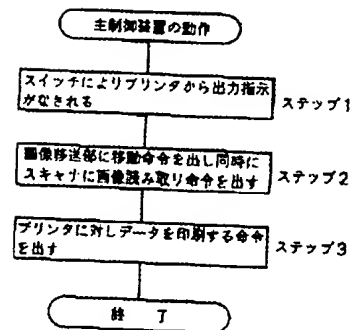 主制御装置の動作
スイッチによりプリンタから出力指示
がなされる
ステップ1
画像移送部に移動命令を出し同時に
スキャナに画像読み取り命令を出す
ステップ2
プリンタに対しデータを印刷する命令
を出す
ステップ3
終 了